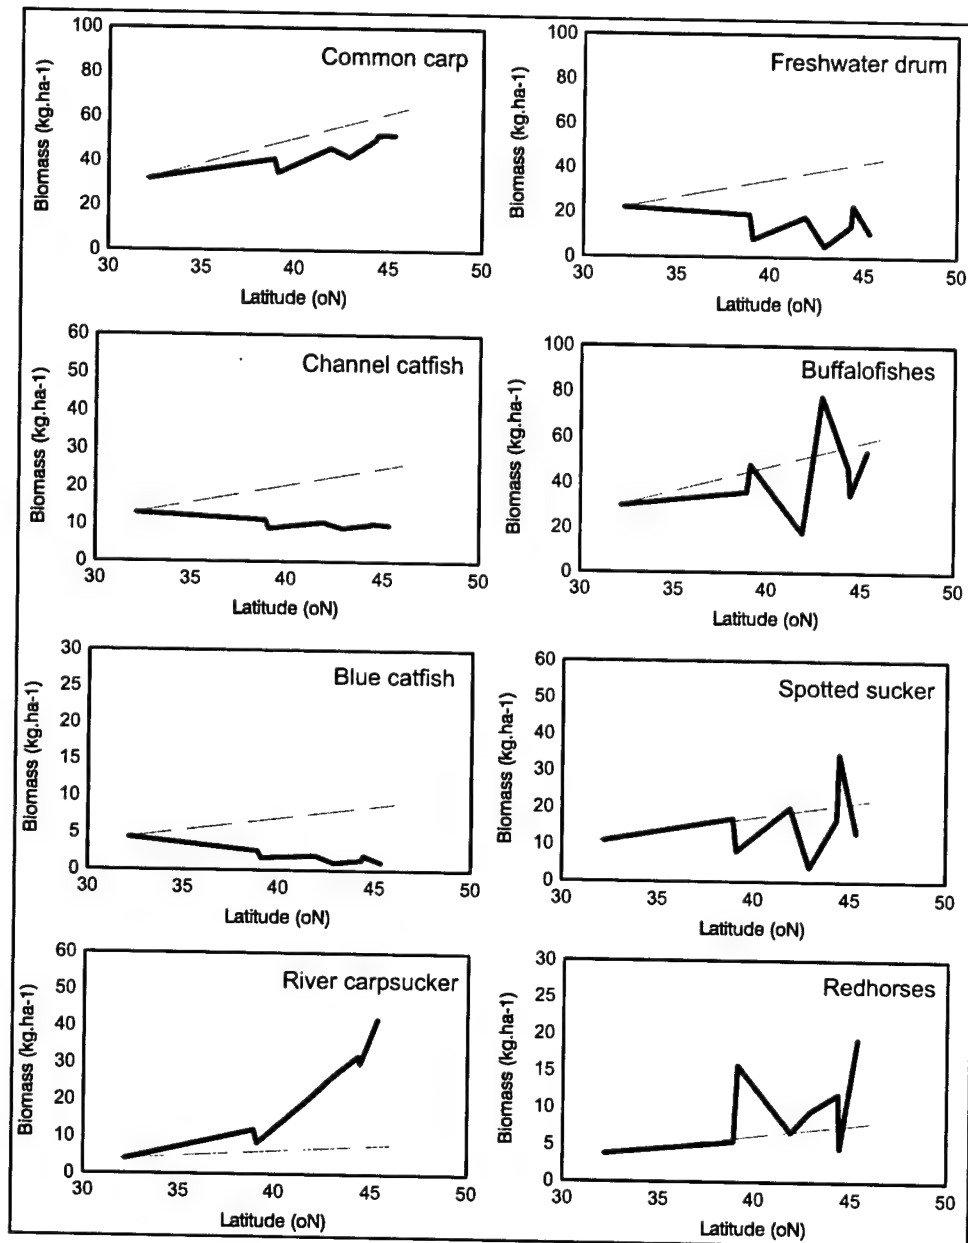 Common carp
Biomass (kg.ha-1)
100
80
60
40
20
0
30 35 40 45 50
Latitude (oN)
Freshwater drum
Biomass (kg.ha-1)
100
80
60
40
20
0
30 35 40 45 50
Latitude (oN)
Channel catfish
Biomass (kg.ha-1)
60
50
40
30
20
10
0
30 35 40 45 50
Latitude (oN)
Buffalofishes
Biomass (kg.ha-1)
100
80
60
40
20
0
30 35 40 45 50
Latitude (oN)
Blue catfish
Biomass (kg.ha-1)
30
25
20
15
10
5
0
30 35 40 45 50
Latitude (oN)
Spotted sucker
Biomass (kg.ha-1)
60
50
40
30
20
10
0
30 35 40 45 50
Latitude (oN)
River carpsucker
Biomass (kg.ha-1)
60
50
40
30
20
10
0
30 35 40 45 50
Latitude (oN)
Redhorses
Biomass (kg.ha-1)
30
25
20
15
10
5
0
30 35 40 45 50
Latitude (oN)